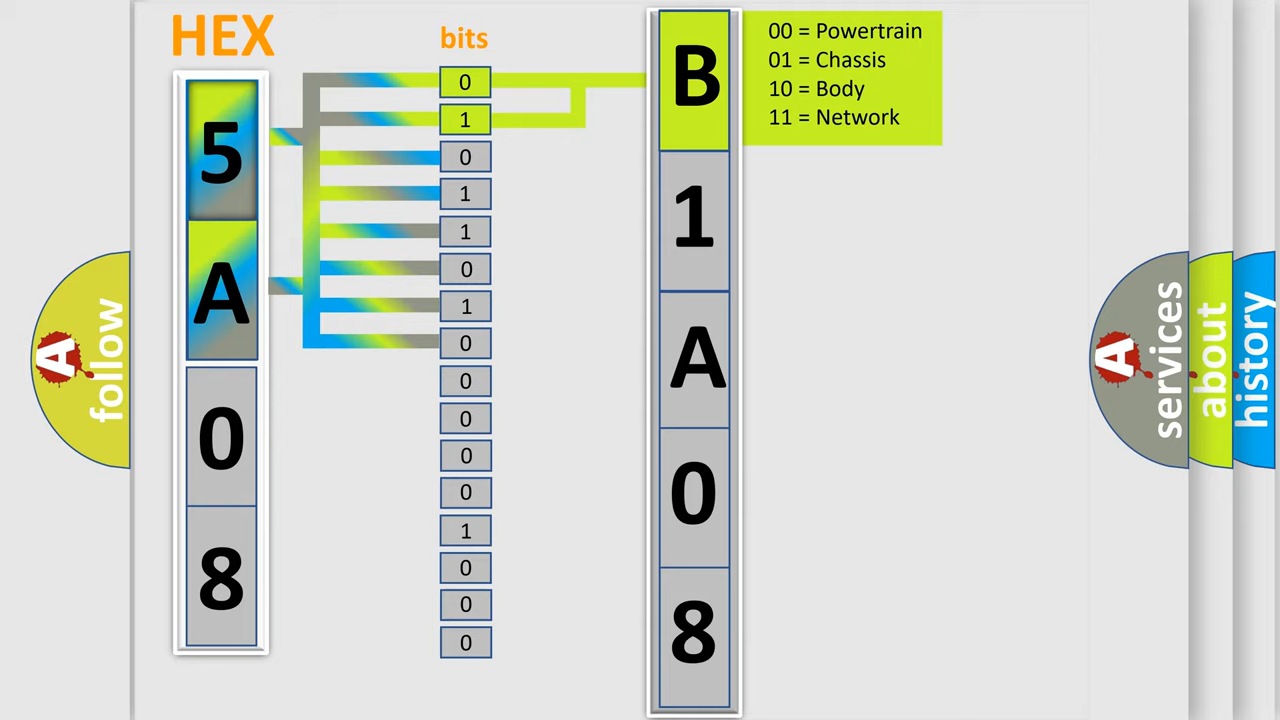 HEX
5
A
0
8
bits
0
1
0
1
1
0
1
0
0
0
0
0
1
0
0
0
B
1
A
0
8
00 = Powertrain
01 = Chassis
10 = Body
11 = Network
A
follow
A
services
about
history